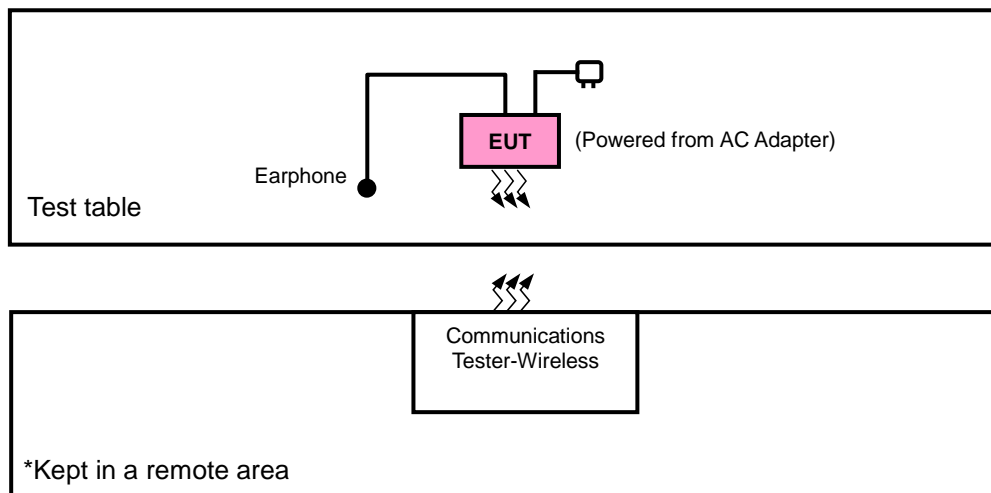 EUT
(Powered from AC Adapter)
Earphone
Test table
Communications
Tester-Wireless
*Kept in a remote area